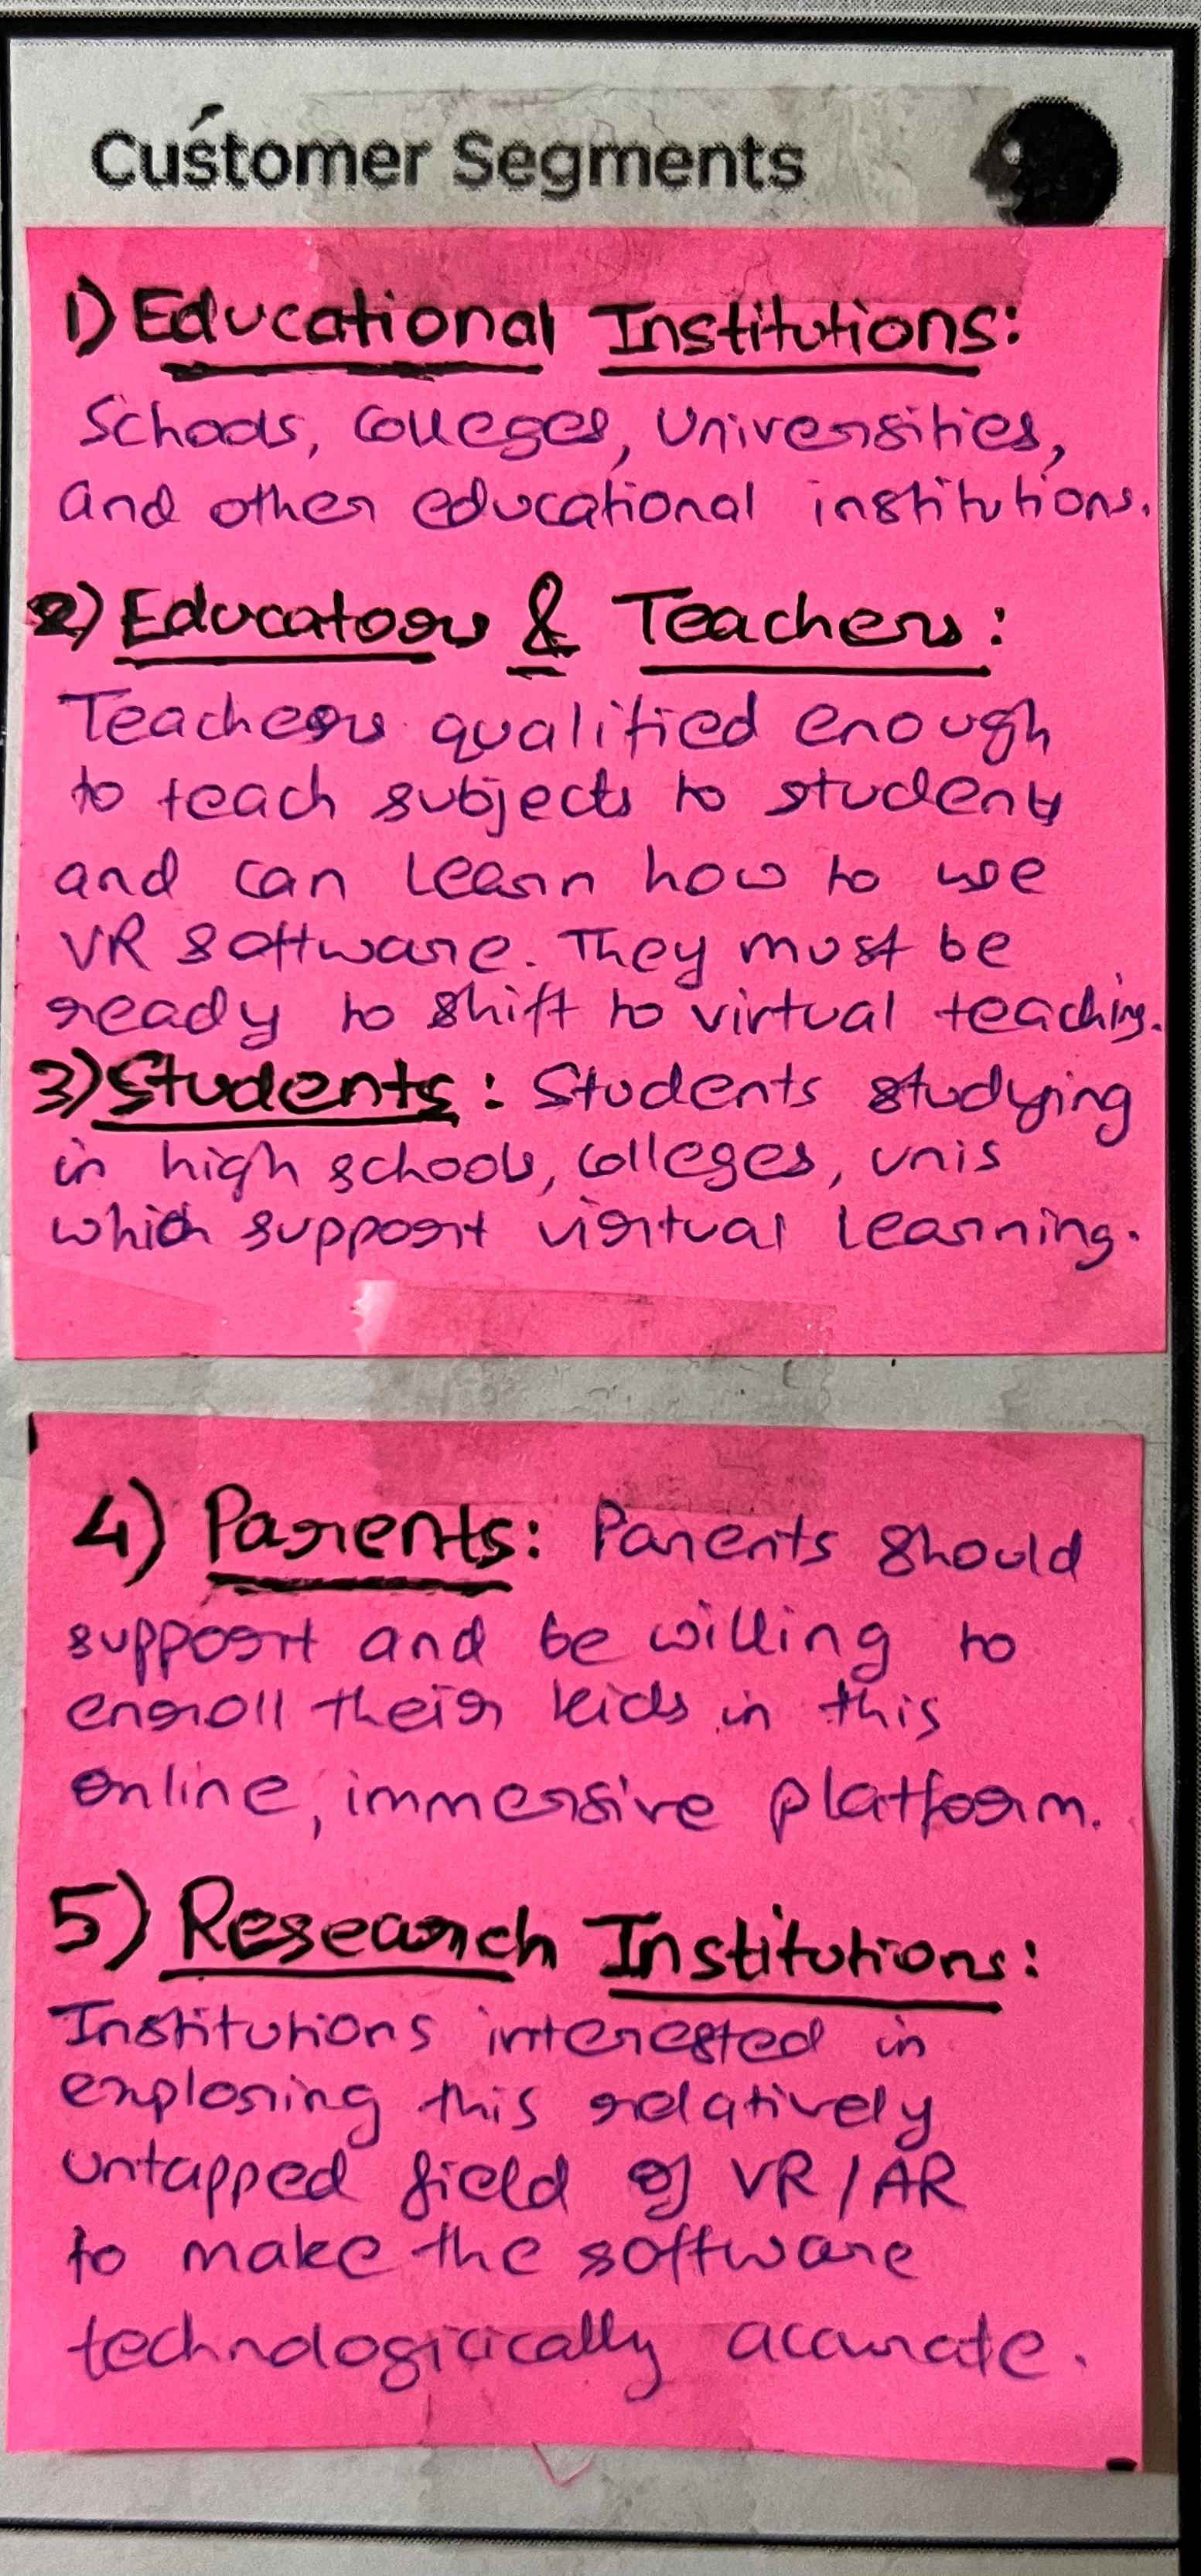 Customer Segments
1) Educational Institutions:
Schools, Colleges, Universities,
and other educational institutions.
2) Educators & Teachers:
Teachers qualified enough
to teach subjects to students
and can learn how to use
VR software. They must be
ready to shift to virtual teaching.
3) Students: Students studying
in high schools, colleges, unis
which support virtual learning.
4) Parents: Parents should
support and be willing to
enroll their kids in this
online, immersive platform.
5) Research Institutions:
Institutions interested in
exploring this relatively
untapped field of VR/AR
to make the software
technologicically accurate.